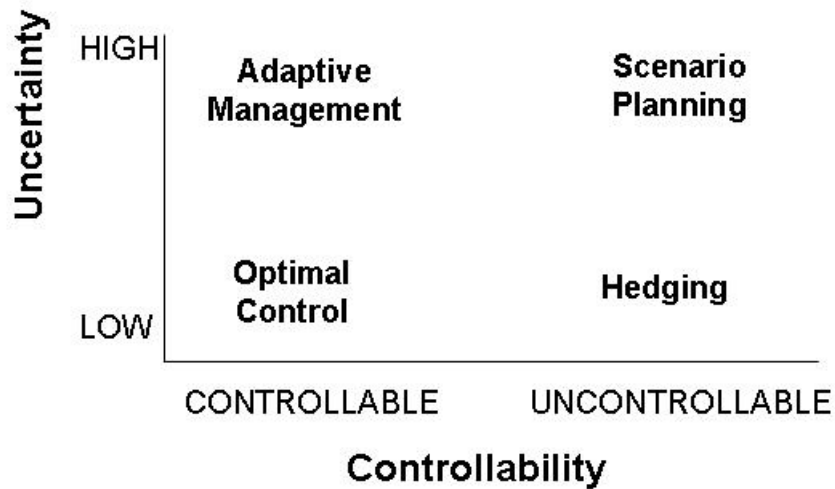 Uncertainty
HIGH
Adaptive
Management
Scenario
Planning
Optimal
Control
Hedging
LOW
CONTROLLABLE
UNCONTROLLABLE
Controllability